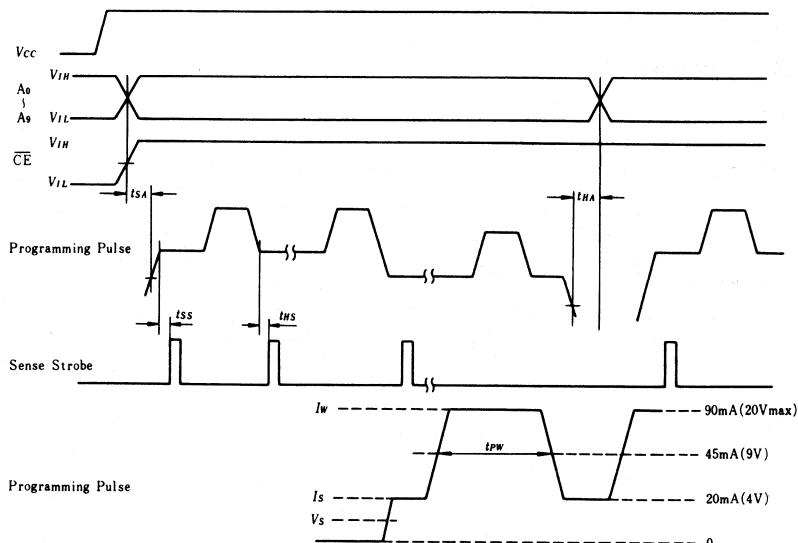 Vcc
VIH
A0
~
A9
VIL
VIH
CE
VIL
tSA
tHA
Programming Pulse
tSS
tHS
Sense Strobe
IW
90mA(20Vmax)
tPW
45mA(9V)
Programming Pulse
IS
20mA(4V)
VS
0